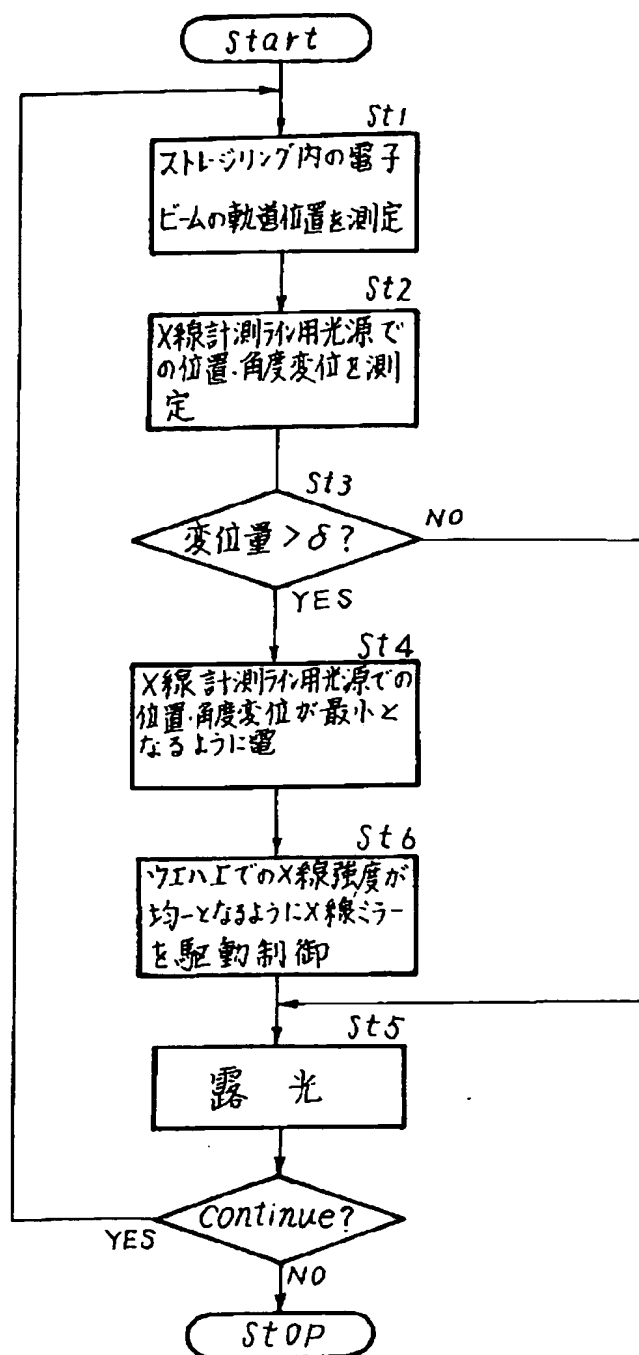 Start
St1
ストレジリング内の電子
ビームの軌道位置を測定
St2
X線計測ライン用光源で
の位置・角度変位を測
定
St3
変位量>δ?
NO
YES
St4
X線計測ライン用光源での
位置・角度変位が最小と
なるように電
St6
ウエハ上でのX線強度が
均一となるようにX線ミラー
を駆動制御
St5
露光
Continue?
YES
NO
StOP